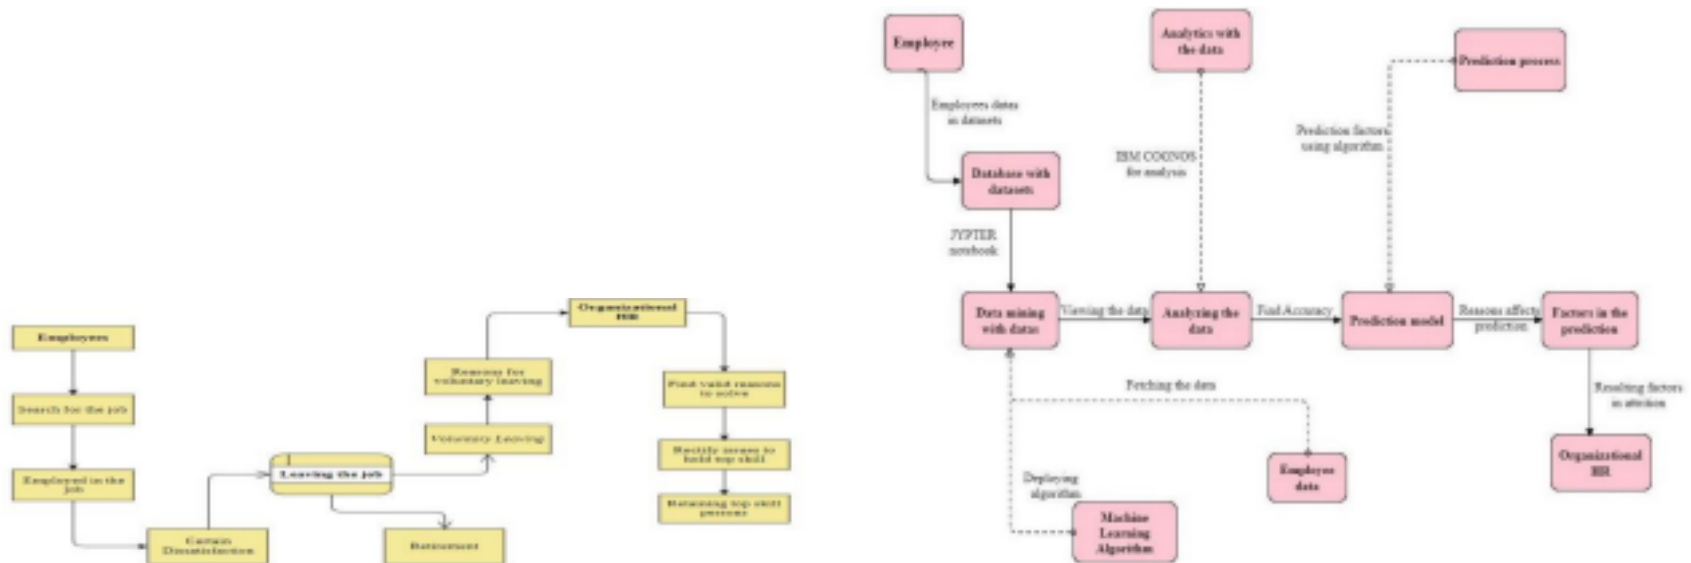 Employees
Search for the job
Employed in the
job
Certain
Dissatisfaction
Leaving the job
Retirement
Voluntary Leaving
Reasons for
voluntary leaving
Organizational
HR
Find valid reasons
to solve
Rectify issues to
hold top skill
Retaining top skill
persons
Employee
Employees datas
in datasets
Database with
datasets
JYPTER
notebook
Data mining
with datas
Viewing the data
Analytics with
the data
IBM COGNOS
for analysis
Analyzing the
data
Find Accuracy
Prediction process
Prediction factors
using algorithm
Prediction model
Reasons affects
prediction
Factors in the
prediction
Resulting factors
in attrition
Organizational
HR
Fetching the data
Employee
data
Deploying
algorithm
Machine
Learning
Algorithm